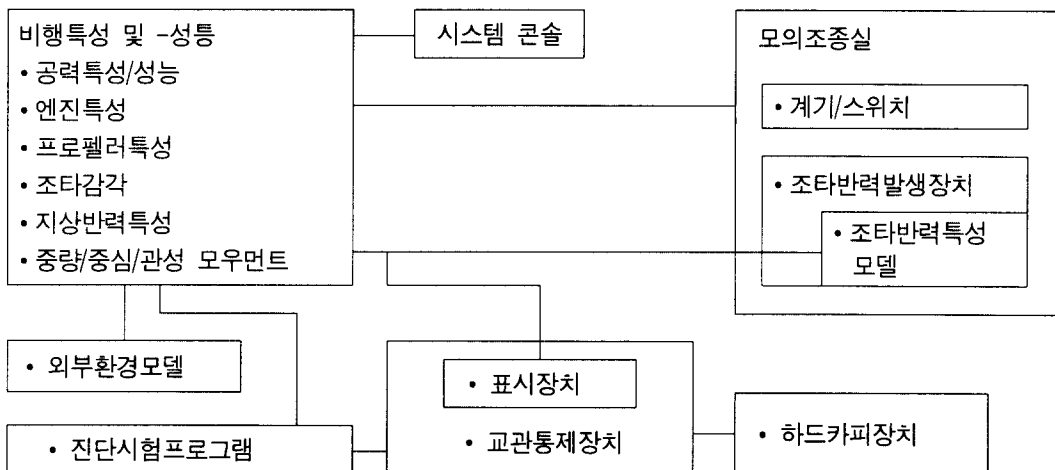 비행특성 및 -성틍
• 공력특성/성능
• 엔진특성
• 프로펠러특성
• 조타감각
• 지상반력특성
• 중량/중심/관성 모우먼트
시스템 콘솔
모의조종실
• 계기/스위치
• 조타반력발생장치
• 조타반력특성
모델
• 외부환경모델
• 표시장치
• 진단시험프로그램
• 교관통제장치
• 하드카피장치